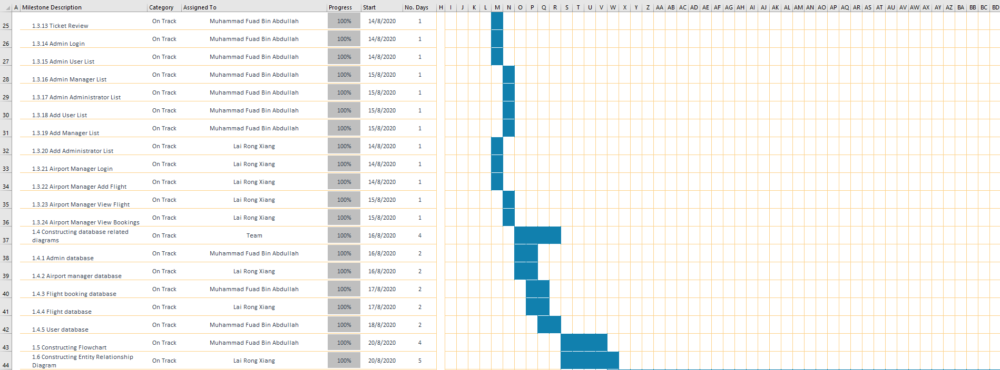 A Milestone Description Category Assigned To Progress Start No. Days H I J K L M N O P Q R S T U V W X Y Z AA AB AC AD AE AF AG AH AI AJ AK AL AM AN AO AP AQ AR AS AT AU AV AW AX AY AZ BA BB BC BD
25 1.3.13 Ticket Review On Track Muhammad Fuad Bin Abdullah 100% 14/8/2020 1
26 1.3.14 Admin Login On Track Muhammad Fuad Bin Abdullah 100% 14/8/2020 1
27 1.3.15 Admin User List On Track Muhammad Fuad Bin Abdullah 100% 14/8/2020 1
28 1.3.16 Admin Manager List On Track Muhammad Fuad Bin Abdullah 100% 15/8/2020 1
29 1.3.17 Admin Administrator List On Track Muhammad Fuad Bin Abdullah 100% 15/8/2020 1
30 1.3.18 Add User List On Track Muhammad Fuad Bin Abdullah 100% 15/8/2020 1
31 1.3.19 Add Manager List On Track Muhammad Fuad Bin Abdullah 100% 15/8/2020 1
32 1.3.20 Add Administrator List On Track Lai Rong Xiang 100% 14/8/2020 1
33 1.3.21 Airport Manager Login On Track Lai Rong Xiang 100% 14/8/2020 1
34 1.3.22 Airport Manager Add Flight On Track Lai Rong Xiang 100% 14/8/2020 1
35 1.3.23 Airport Manager View Flight On Track Lai Rong Xiang 100% 15/8/2020 1
36 1.3.24 Airport Manager View Bookings On Track Lai Rong Xiang 100% 15/8/2020 1
1.4 Constructing database related
37 diagrams On Track Team 100% 16/8/2020 4
38 1.4.1 Admin database On Track Muhammad Fuad Bin Abdullah 100% 16/8/2020 2
39 1.4.2 Airport manager database On Track Lai Rong Xiang 100% 16/8/2020 2
40 1.4.3 Flight booking database On Track Muhammad Fuad Bin Abdullah 100% 17/8/2020 2
41 1.4.4 Flight database On Track Lai Rong Xiang 100% 17/8/2020 2
42 1.4.5 User database On Track Muhammad Fuad Bin Abdullah 100% 18/8/2020 2
43 1.5 Constructing Flowchart On Track Muhammad Fuad Bin Abdullah 100% 20/8/2020 4
1.6 Constructing Entity Relationship
44 Diagram On Track Lai Rong Xiang 100% 20/8/2020 5